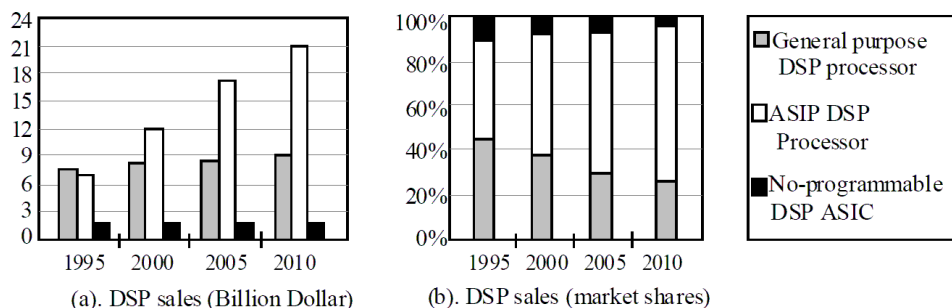 24
21
18
15
12
9
6
3
0
1995 2000 2005 2010
(a). DSP sales (Billion Dollar)
100%
80%
60%
40%
20%
0%
1995 2000 2005 2010
(b). DSP sales (market shares)
General purpose
DSP processor
ASIP DSP
Processor
No-programmable
DSP ASIC